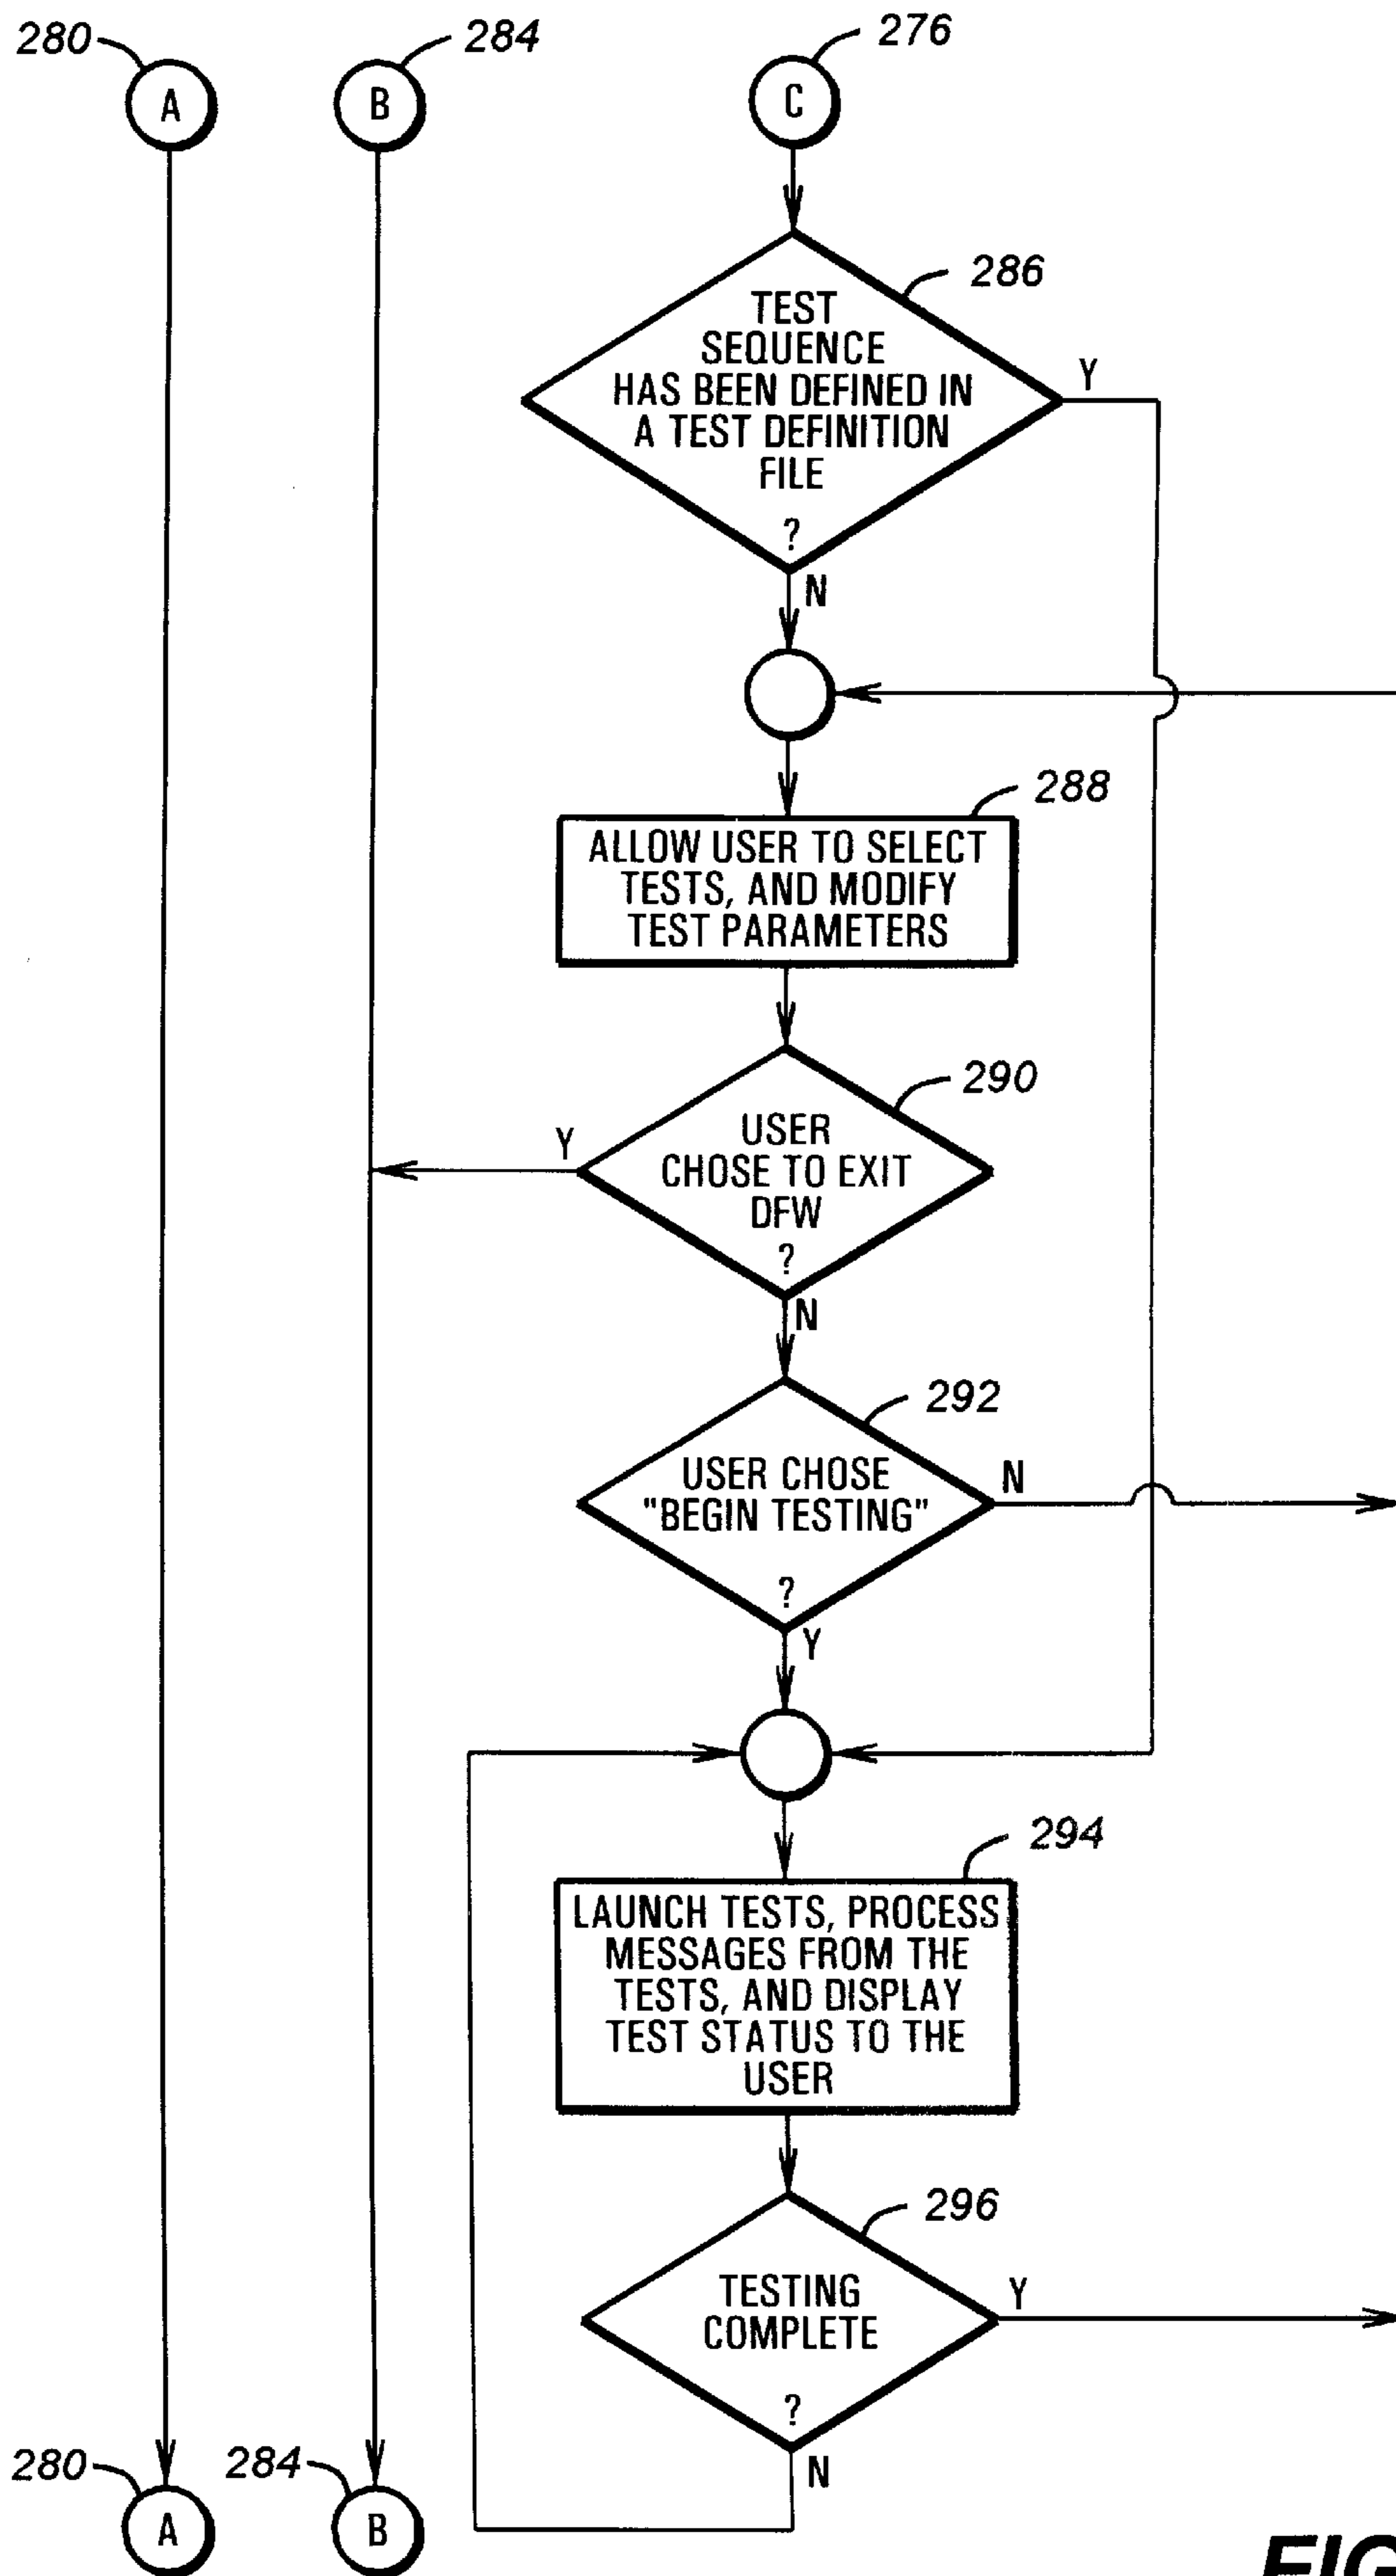 280
284
276
A
B
C
286
TEST
SEQUENCE
HAS BEEN DEFINED IN
A TEST DEFINITION
FILE
?
Y
N
288
ALLOW USER TO SELECT
TESTS, AND MODIFY
TEST PARAMETERS
290
USER
CHOSE TO EXIT
DFW
?
Y
N
292
USER CHOSE
"BEGIN TESTING"
?
N
Y
294
LAUNCH TESTS, PROCESS
MESSAGES FROM THE
TESTS, AND DISPLAY
TEST STATUS TO THE
USER
296
TESTING
COMPLETE
?
Y
N
280
284
A
B
FIG